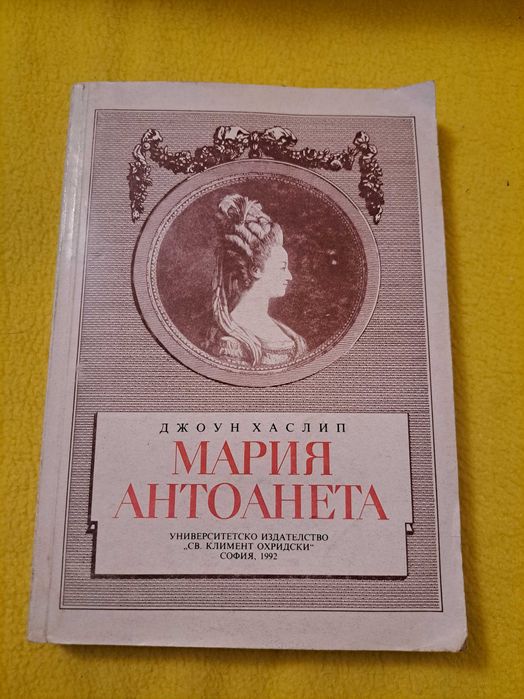 ДЖОУН ХАСЛИП
МАРИЯ
АНТОАНЕТА
УНИВЕРСИТЕТСКО ИЗДАТЕЛСТВО
„СВ. КЛИМЕНТ ОХРИДСКИ“
СОФИЯ, 1992